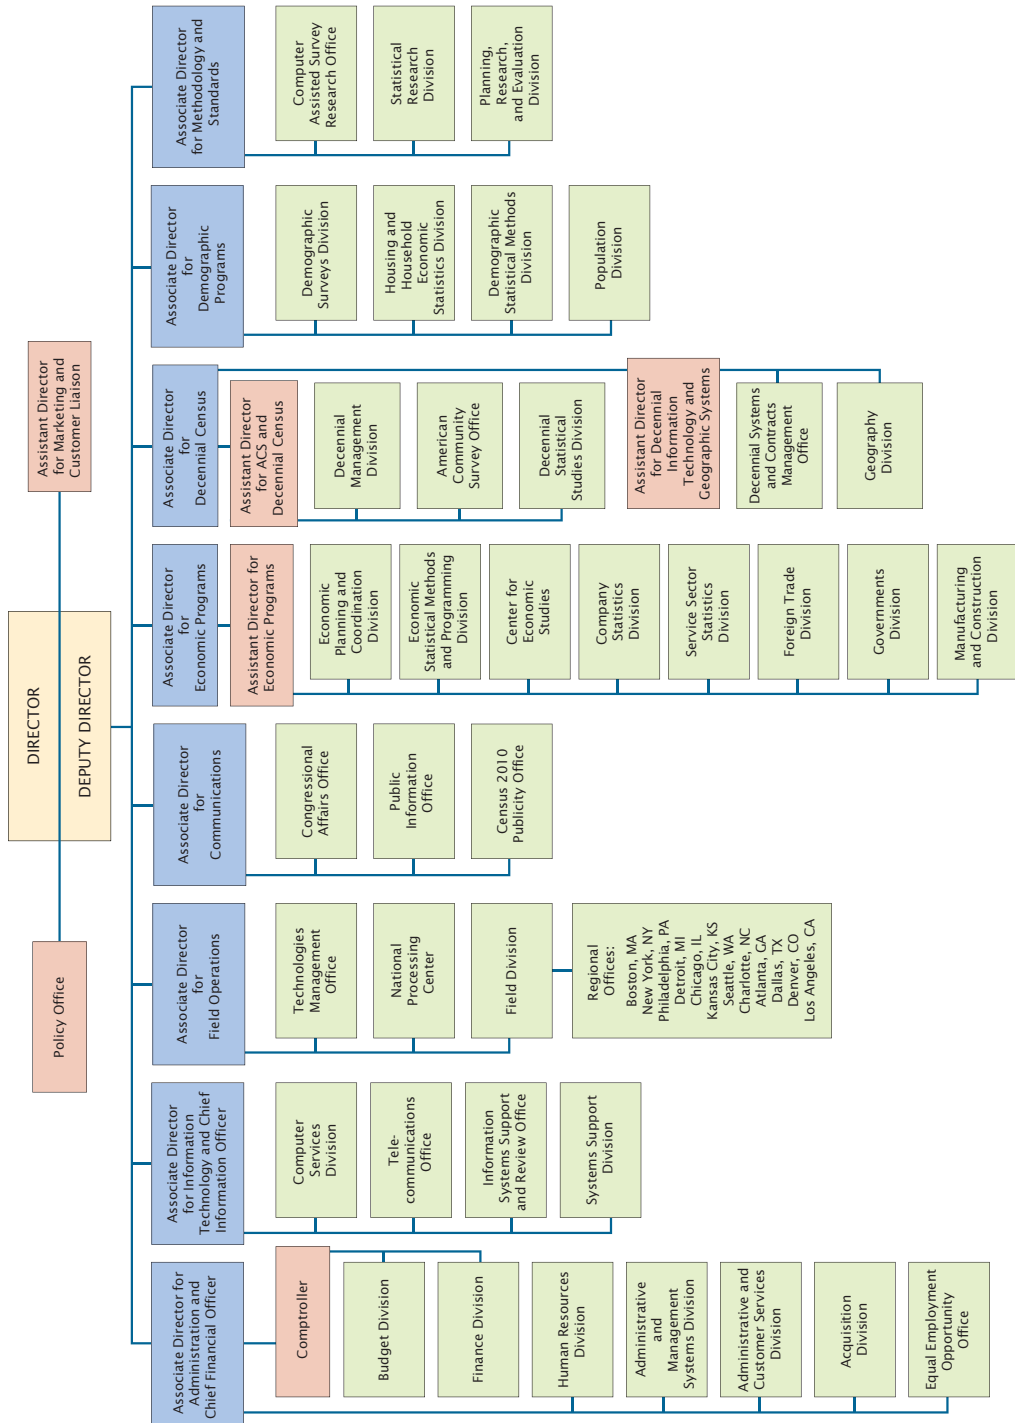 DIRECTOR
DEPUTY DIRECTOR
Policy Office
Assistant Director
for Marketing and
Customer Liaison
Associate Director for
Administration and
Chief Financial Officer
Comptroller
Budget Division
Finance Division
Human Resources
Division
Administrative
and
Management
Systems Division
Administrative and
Customer Services
Division
Acquisition
Division
Equal Employment
Opportunity
Office
Associate Director
for Information
Technology and Chief
Information Officer
Computer
Services
Division
Tele-
communications
Office
Information
Systems Support
and Review Office
Systems Support
Division
Associate Director
for
Field Operations
Technologies
Management
Office
National
Processing
Center
Field Division
Regional
Offices:
Boston, MA
New York, NY
Philadelphia, PA
Detroit, MI
Chicago, IL
Kansas City, KS
Seattle, WA
Charlotte, NC
Atlanta, GA
Dallas, TX
Denver, CO
Los Angeles, CA
Associate Director
for
Communications
Congressional
Affairs Office
Public
Information
Office
Census 2010
Publicity Office
Associate Director
for
Economic Programs
Assistant Director for
Economic Programs
Economic
Planning and
Coordination
Division
Economic
Statistical Methods
and Programming
Division
Center for
Economic
Studies
Company
Statistics
Division
Service Sector
Statistics
Division
Foreign Trade
Division
Governments
Division
Manufacturing
and Construction
Division
Associate Director
for
Decennial Census
Assistant Director
for ACS and
Decennial Census
Decennial
Management
Division
American
Community
Survey Office
Decennial
Statistical
Studies Division
Assistant Director
for Decennial
Information
Technology and
Geographic Systems
Decennial Systems
and Contracts
Management
Office
Geography
Division
Associate Director
for
Demographic
Programs
Demographic
Surveys Division
Housing and
Household
Economic
Statistics Division
Demographic
Statistical Methods
Division
Population
Division
Associate Director
for Methodology and
Standards
Computer
Assisted Survey
Research Office
Statistical
Research
Division
Planning,
Research,
and Evaluation
Division